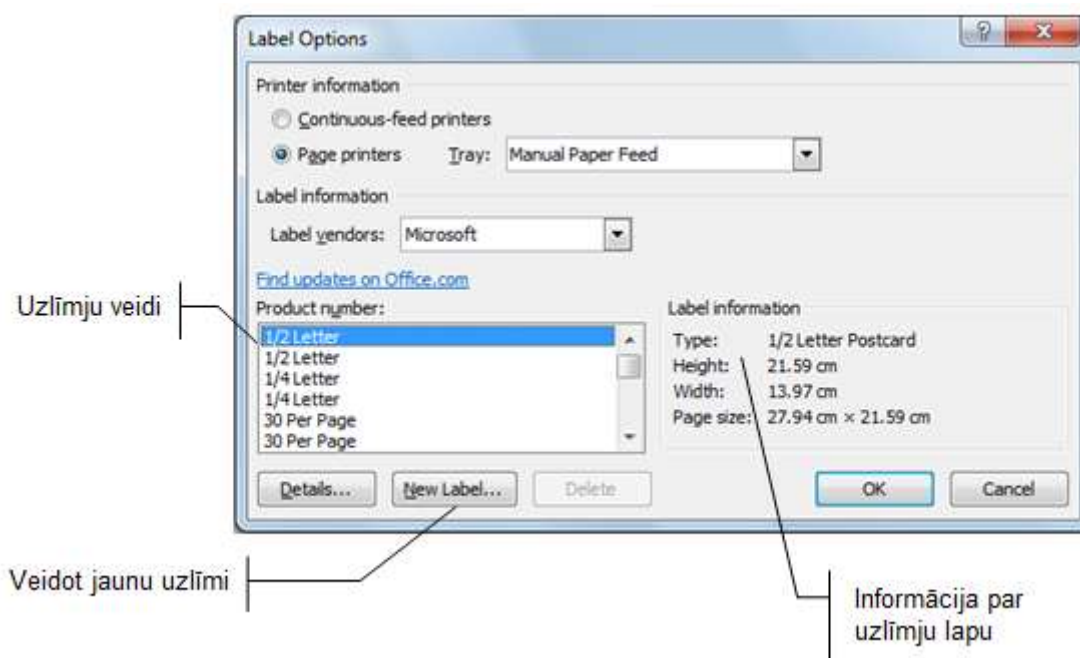 Label Options
Printer information
Continuous-feed printers
Page printers Tray: Manual Paper Feed
Label information
Label vendors: Microsoft
Find updates on Office.com
Uzlīmju veidi
Product number:
1/2 Letter
1/2 Letter
1/4 Letter
1/4 Letter
30 Per Page
30 Per Page
Label information
Type: 1/2 Letter Postcard
Height: 21.59 cm
Width: 13.97 cm
Page size: 27.94 cm × 21.59 cm
Details... New Label... Delete OK Cancel
Veidot jaunu uzlīmi
Informācija par
uzlīmju lapu